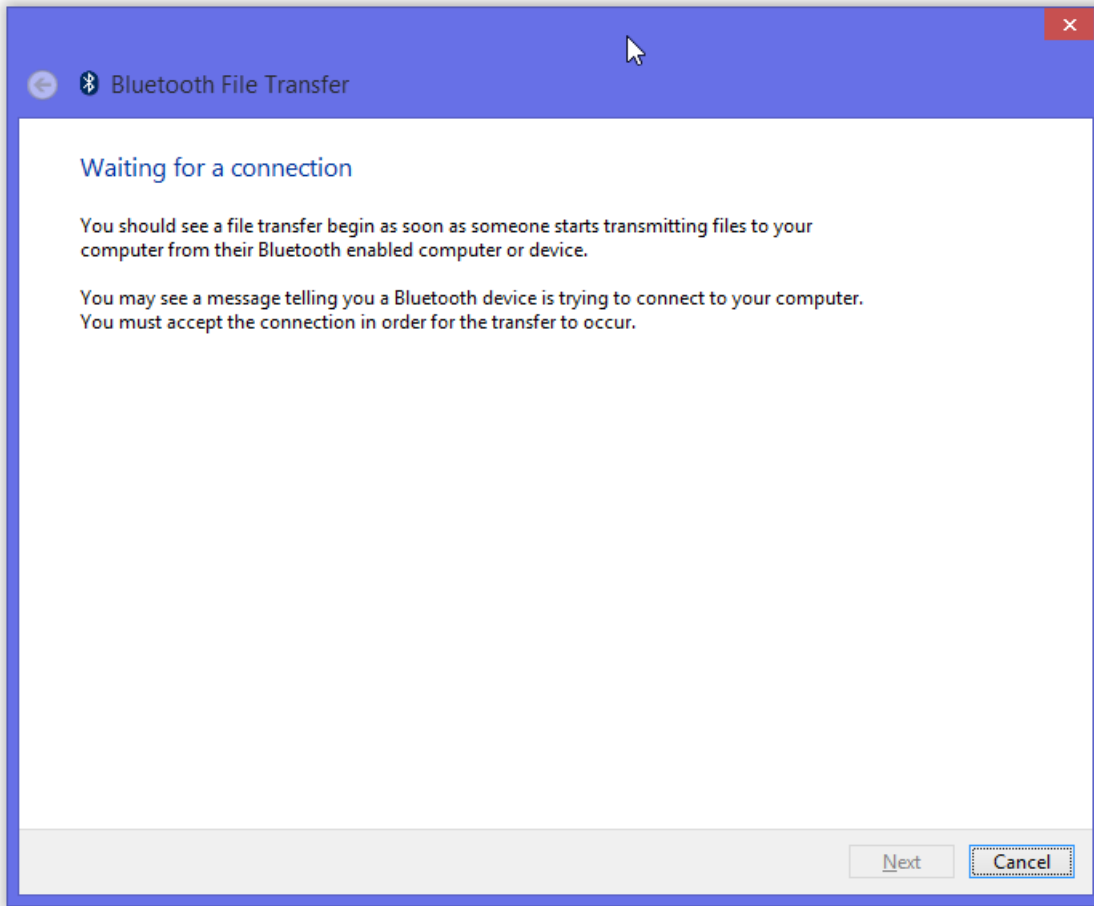 Bluetooth File Transfer
Waiting for a connection
You should see a file transfer begin as soon as someone starts transmitting files to your
computer from their Bluetooth enabled computer or device.
You may see a message telling you a Bluetooth device is trying to connect to your computer.
You must accept the connection in order for the transfer to occur.
Next
Cancel